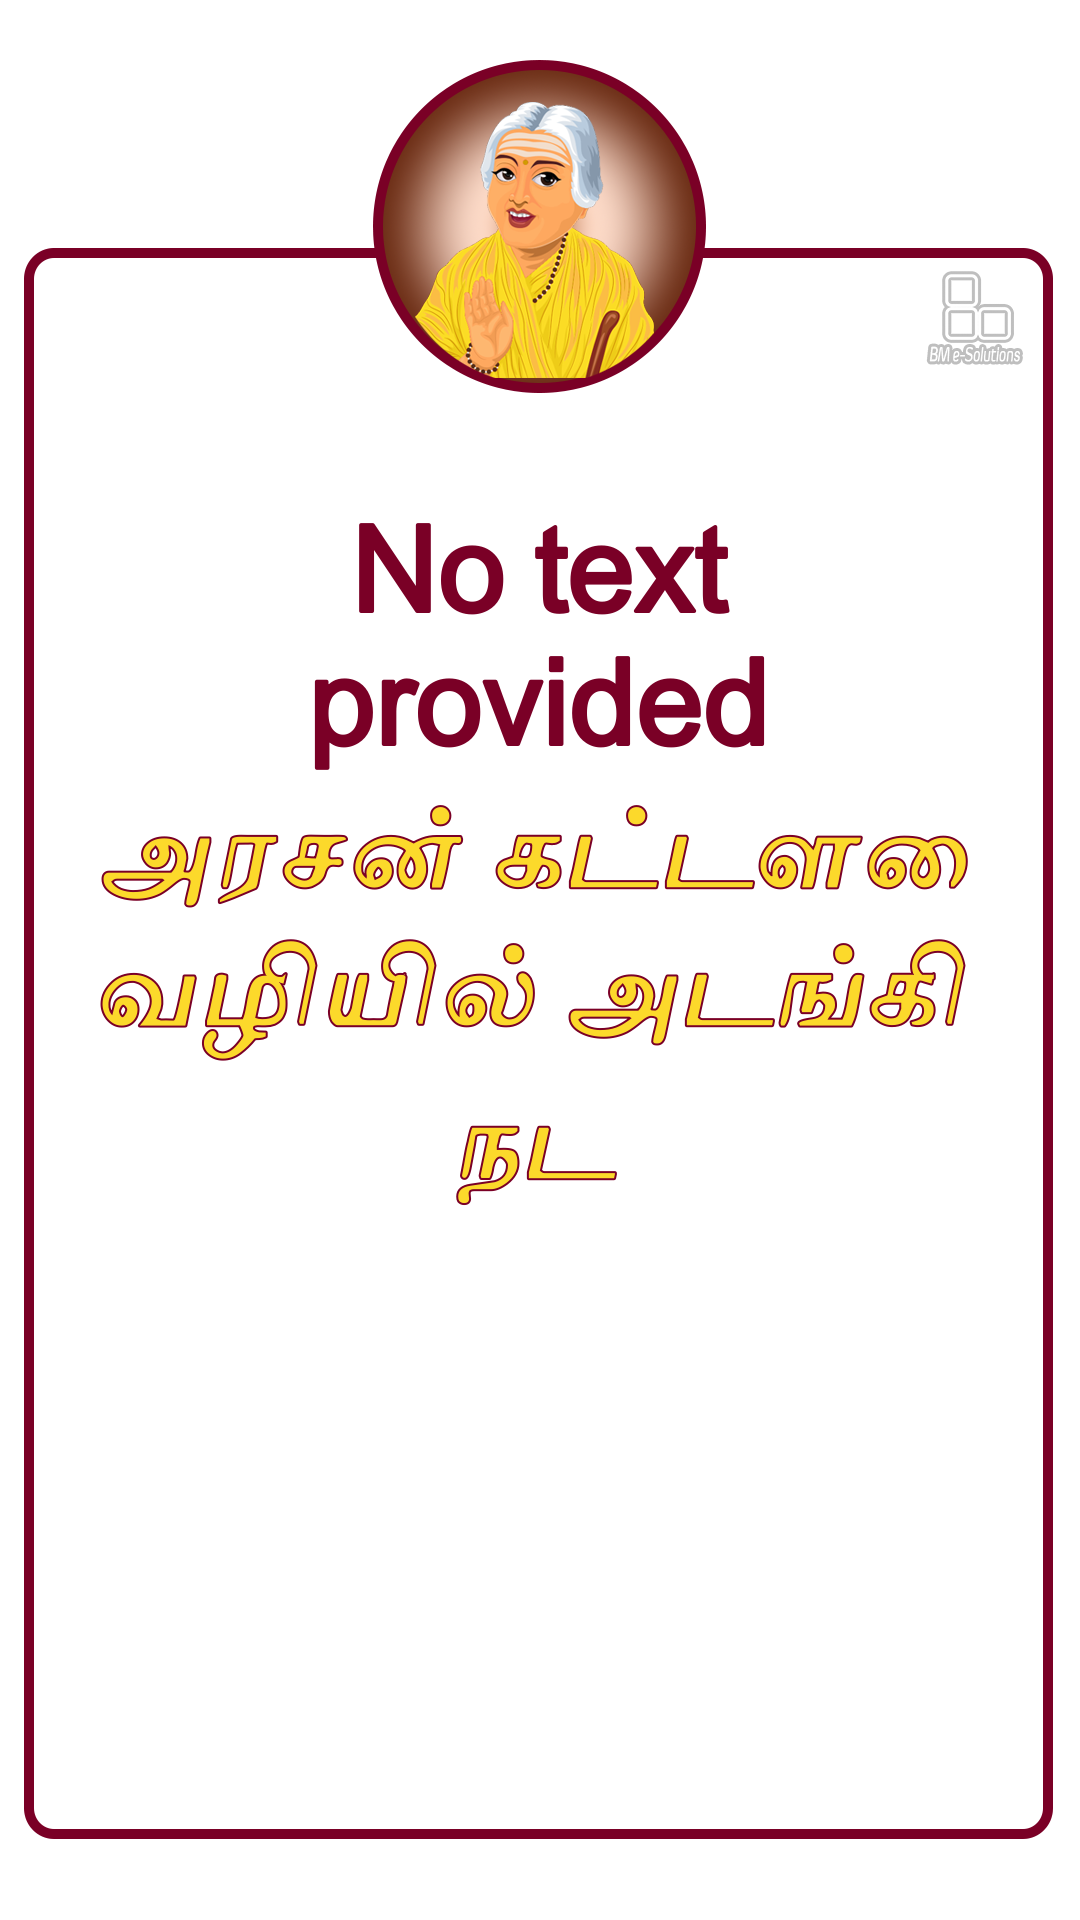 BM e-Solutions
No text
provided
அரசன் கட்டளை
வழியில் அடங்கி
நட